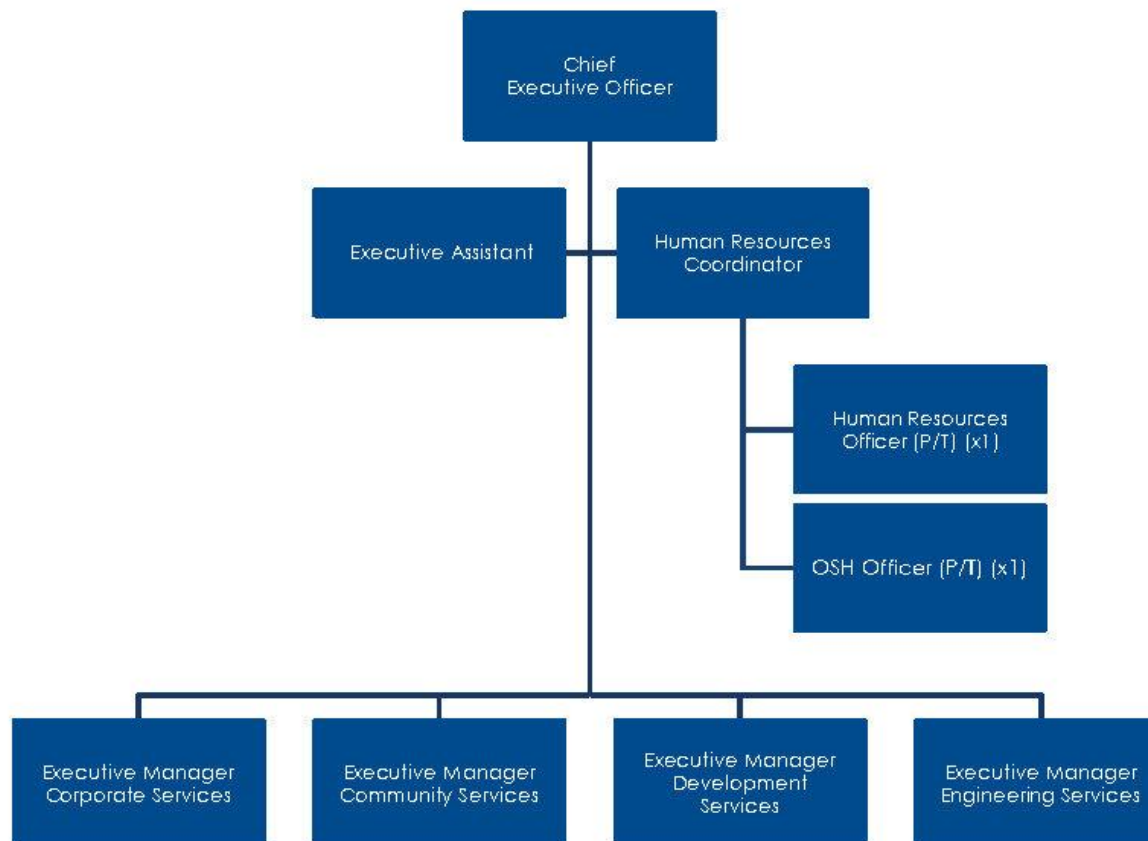 Chief
Executive Officer
Executive Assistant
Human Resources
Coordinator
Human Resources
Officer (P/T) (x1)
OSH Officer (P/T) (x1)
Executive Manager
Corporate Services
Executive Manager
Community Services
Executive Manager
Development
Services
Executive Manager
Engineering Services